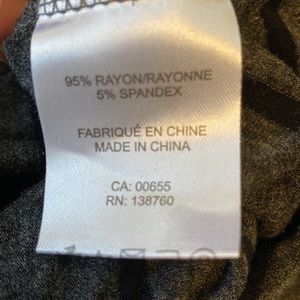 95% RAYON/RAYONNE
5% SPANDEX
FABRIQUÉ EN CHINE
MADE IN CHINA
CA: 00655
RN: 138760